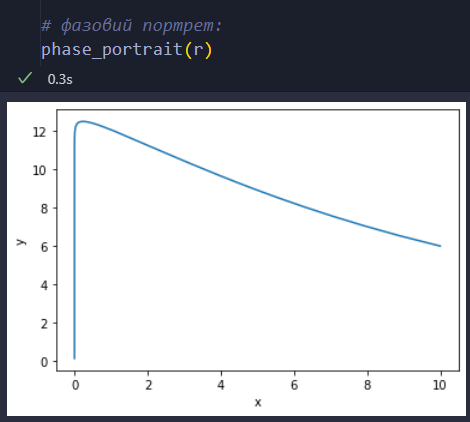 # фазовий портрет:
phase_portrait(r)
✓ 0.3s
12
10
8
6
4
2
0
y
0 2 4 6 8 10
x